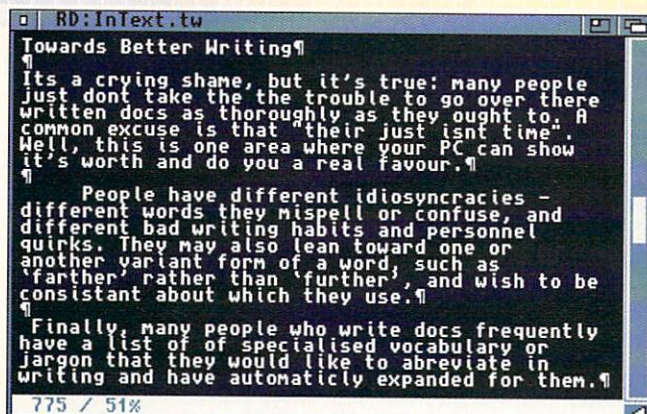 RD:InText.tw
Towards Better Writing¶
¶
Its a crying shame, but it's true: many people
just dont take the the trouble to go over there
written docs as thoroughly as they ought to. A
common excuse is that "their just isnt time".
Well, this is one area where your PC can show
it's worth and do you a real favour.¶
¶
People have different idiosyncracies -
different words they mispell or confuse, and
different bad writing habits and personnel
quirks. They may also lean toward one or
another variant form of a word, such as
'farther' rather than 'further', and wish to be
consistant about which they use.¶
¶
Finally, many people who write docs frequently
have a list of of specialised vocabulary or
jargon that they would like to abreviate in
writing and have automaticly expanded for them.¶
775 / 51%